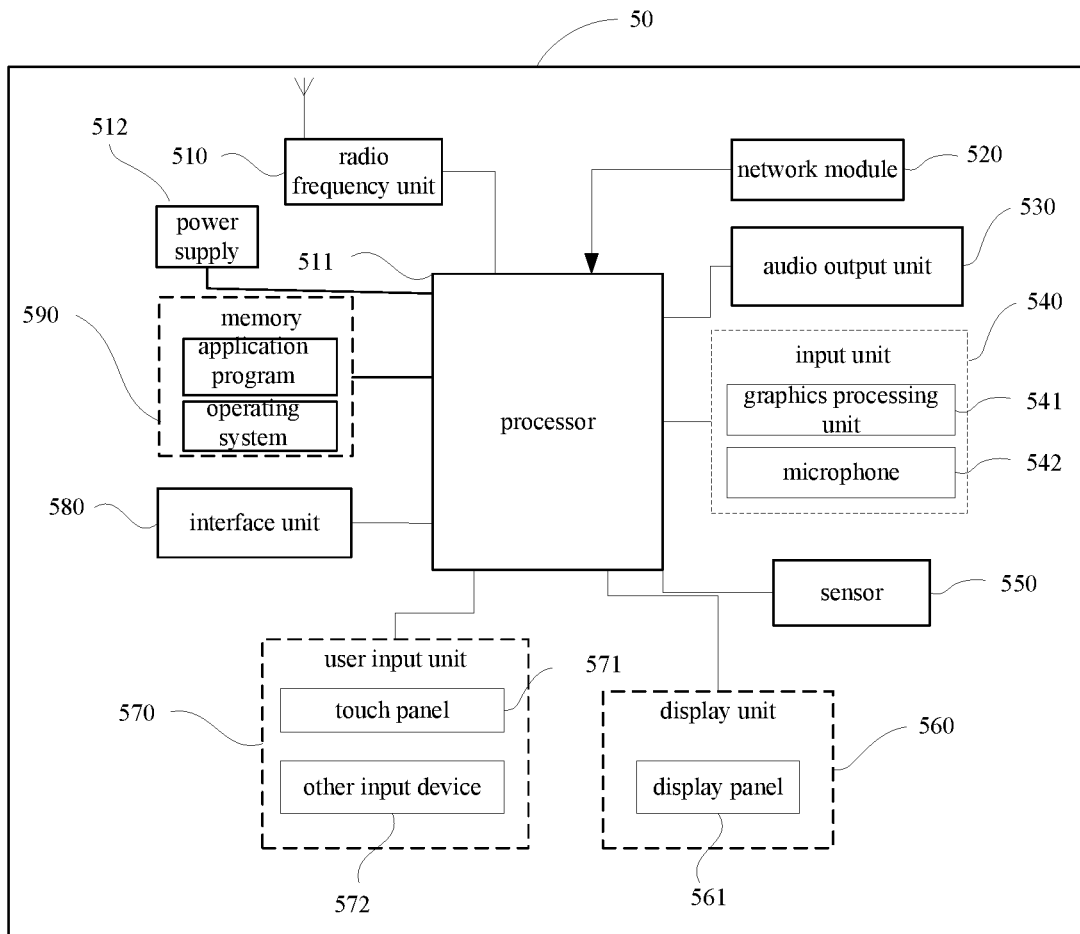 50
512
510
radio
frequency unit
network module
520
power
supply
530
511
audio output unit
590
memory
application
program
operating
system
540
input unit
graphics processing
unit
541
microphone
542
processor
580
interface unit
sensor
550
user input unit
571
570
touch panel
other input device
572
display unit
560
display panel
561